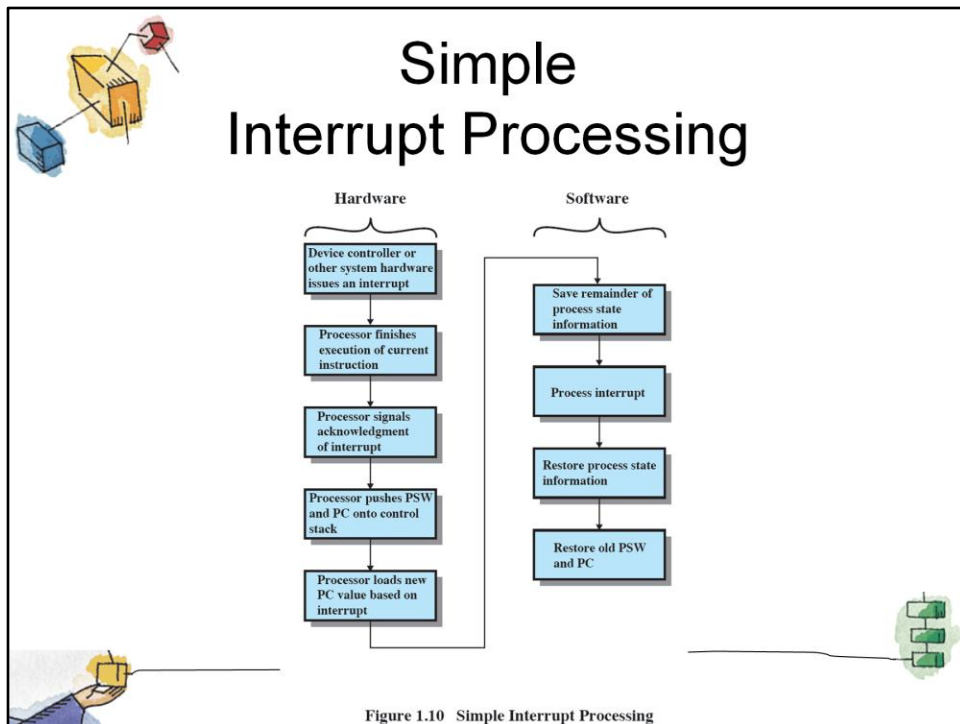 Simple
Interrupt Processing
Hardware
Device controller or
other system hardware
issues an interrupt
Processor finishes
execution of current
instruction
Processor signals
acknowledgment
of interrupt
Processor pushes PSW
and PC onto control
stack
Processor loads new
PC value based on
interrupt
Software
Save remainder of
process state
information
Process interrupt
Restore process state
information
Restore old PSW
and PC
Figure 1.10 Simple Interrupt Processing